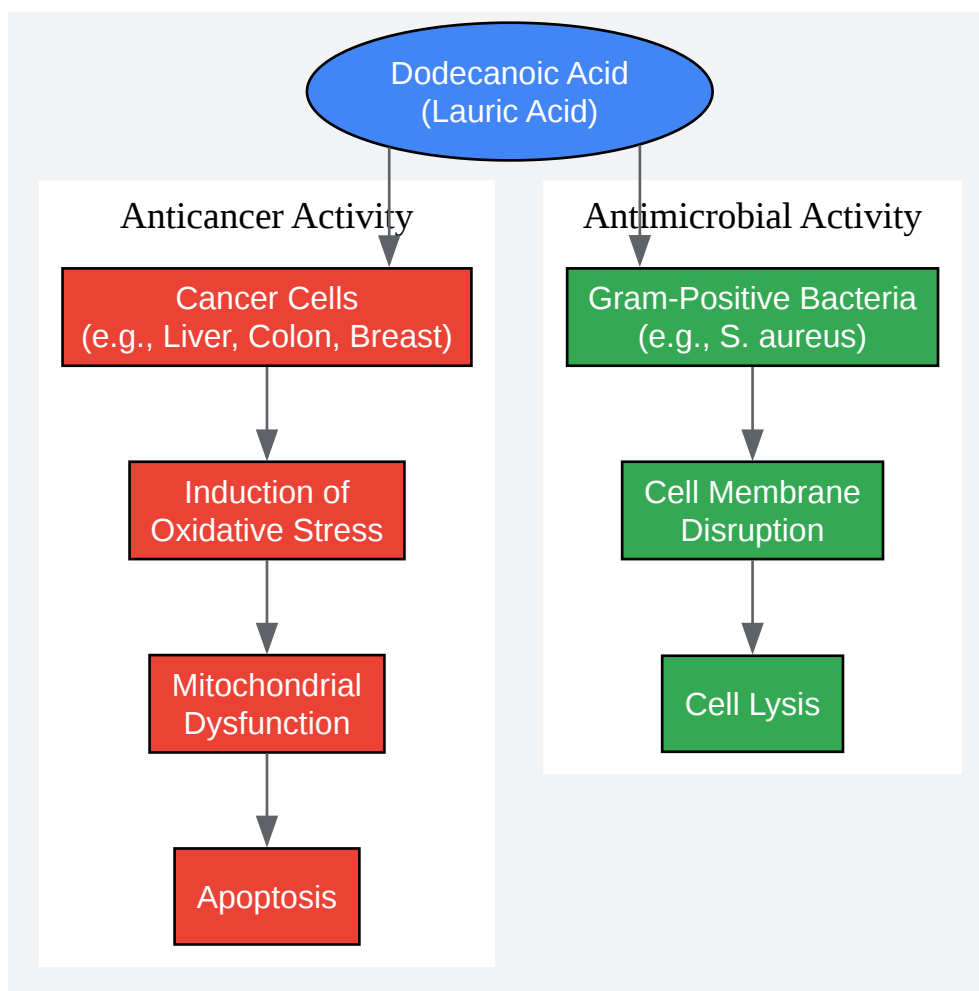 Dodecanoic Acid
(Lauric Acid)
Anticancer Activity
Cancer Cells
(e.g., Liver, Colon, Breast)
Induction of
Oxidative Stress
Mitochondrial
Dysfunction
Apoptosis
Antimicrobial Activity
Gram-Positive Bacteria
(e.g., S. aureus)
Cell Membrane
Disruption
Cell Lysis